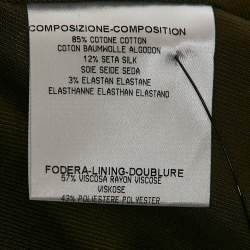 COMPOSIZIONE-COMPOSITION
85% COTONE COTTON
COTON BAUMWOLLE ALGODON
12% SETA SILK
SOIE SEIDE SEDA
3% ELASTAN ELASTANE
ELASTHANNE ELASTHAN ELASTANO
FODERA-LINING-DOUBLURE
57% VISCOSA RAYON VISCOSE
VISKOSE
43% POLIESTERE POLYESTER